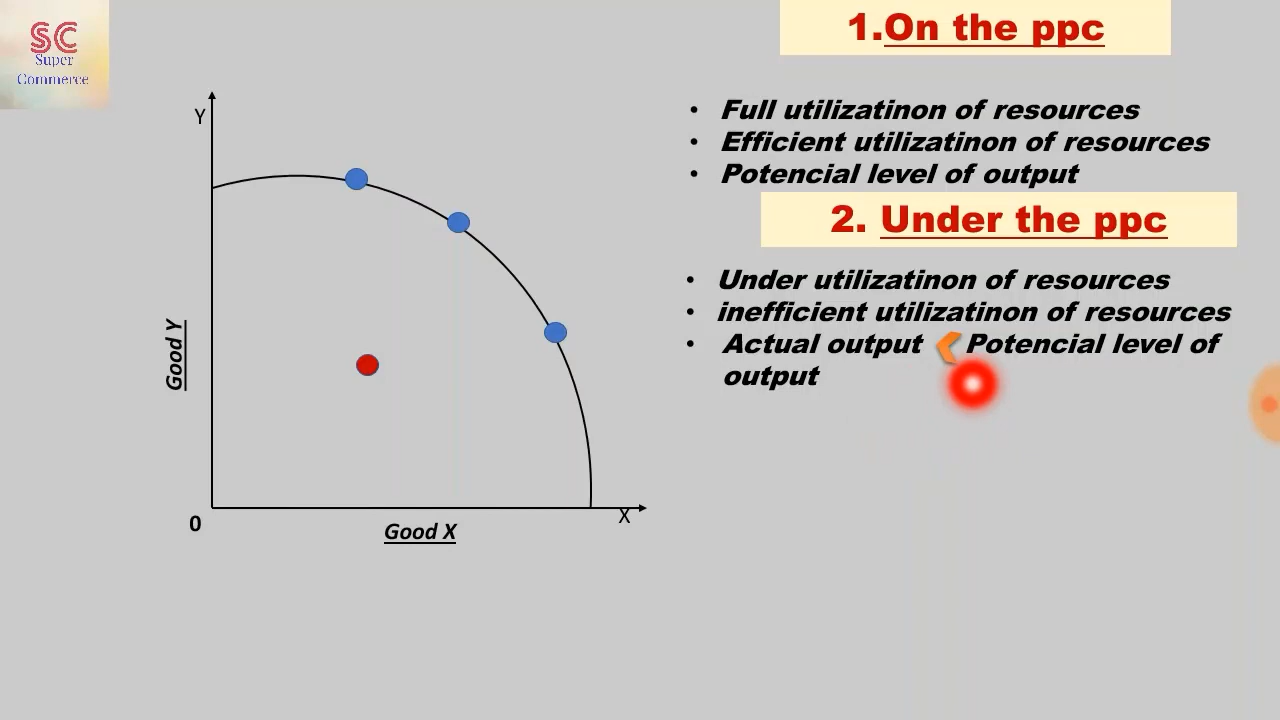 SC
Super
Commerce
1.On the ppc
• Full utilizatinon of resources
• Efficient utilizatinon of resources
• Potencial level of output
2. Under the ppc
• Under utilizatinon of resources
• inefficient utilizatinon of resources
• Actual output < Potencial level of
output
Y
Good Y
0
Good X
X